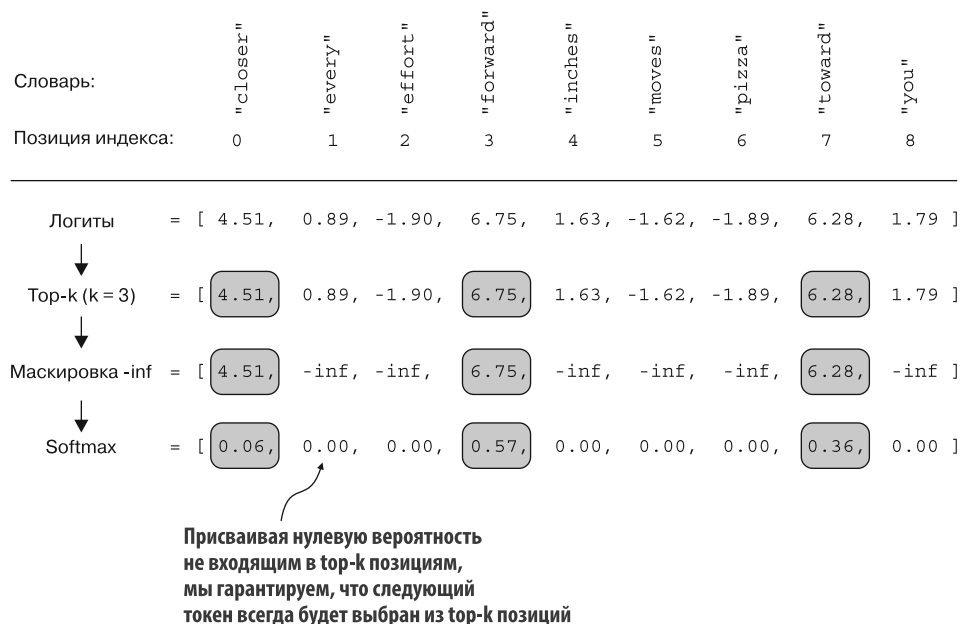 Словарь: "closer" "every" "effort" "forward" "inches" "moves" "pizza" "toward" "you"
Позиция индекса: 0 1 2 3 4 5 6 7 8
Логиты = [ 4.51, 0.89, -1.90, 6.75, 1.63, -1.62, -1.89, 6.28, 1.79 ]
Top-k (k = 3) = [ 4.51, 0.89, -1.90, 6.75, 1.63, -1.62, -1.89, 6.28, 1.79 ]
Маскировка -inf = [ 4.51, -inf, -inf, 6.75, -inf, -inf, -inf, 6.28, -inf ]
Softmax = [ 0.06, 0.00, 0.00, 0.57, 0.00, 0.00, 0.00, 0.36, 0.00 ]
Присваивая нулевую вероятность
не входящим в top-k позициям,
мы гарантируем, что следующий
токен всегда будет выбран из top-k позиций